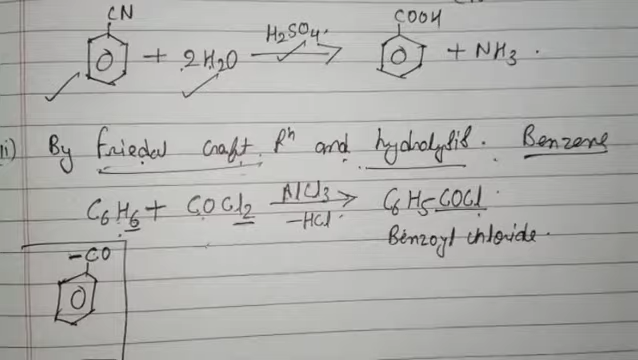 CN COOH
+ 2H2O H2SO4. + NH3.
ii) By Friedal craft Rn and hydrolysis. Benzene
C6H6 + COCl2 AlCl3 -HCl. C6H5COCl.
Benzoyl chloride.
-CO